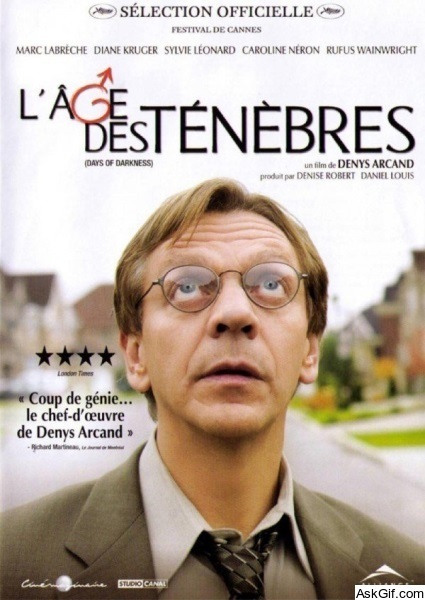 SÉLECTION OFFICIELLE
FESTIVAL DE CANNES
MARC LABRÈCHE DIANE KRUGER SYLVIE LÉONARD CAROLINE NÉRON RUFUS WAINWRIGHT
L'ÂGE
DES TÉNÈBRES
(DAYS OF DARKNESS)
un film de DENYS ARCAND
produit par DENISE ROBERT DANIEL LOUIS
London Times
« Coup de génie...
le chef-d'œuvre
de Denys Arcand »
- Richard Martineau, Le Journal de Montréal
Cinémaginaire
STUDIO CANAL
ALLIANCE
AskGif.com